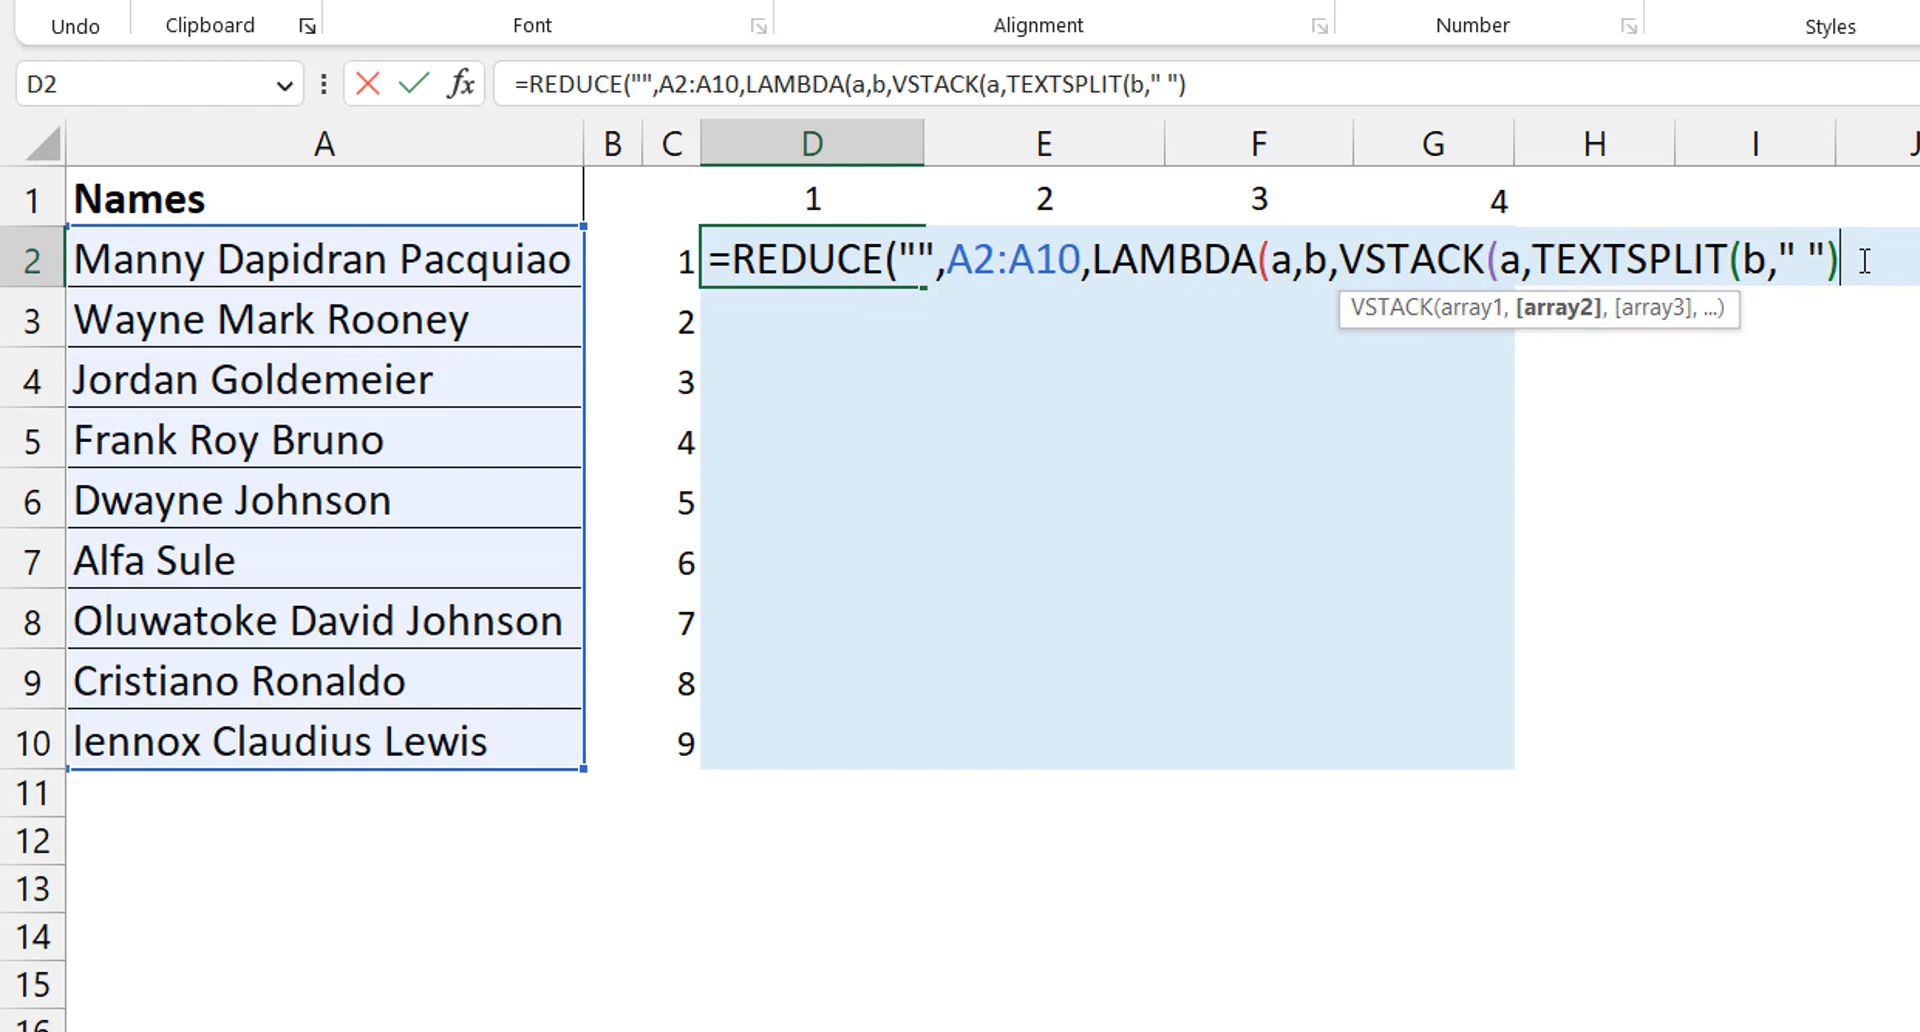 Undo Clipboard Font Alignment Number Styles
D2 fx =REDUCE("",A2:A10,LAMBDA(a,b,VSTACK(a,TEXTSPLIT(b," ")
A B C D E F G H I J
1 Names 1 2 3 4
2 Manny Dapidran Pacquiao 1 =REDUCE("",A2:A10,LAMBDA(a,b,VSTACK(a,TEXTSPLIT(b," ")
VSTACK(array1, [array2], [array3], ...)
3 Wayne Mark Rooney 2
4 Jordan Goldemeier 3
5 Frank Roy Bruno 4
6 Dwayne Johnson 5
7 Alfa Sule 6
8 Oluwatoke David Johnson 7
9 Cristiano Ronaldo 8
10 lennox Claudius Lewis 9
11
12
13
14
15
16